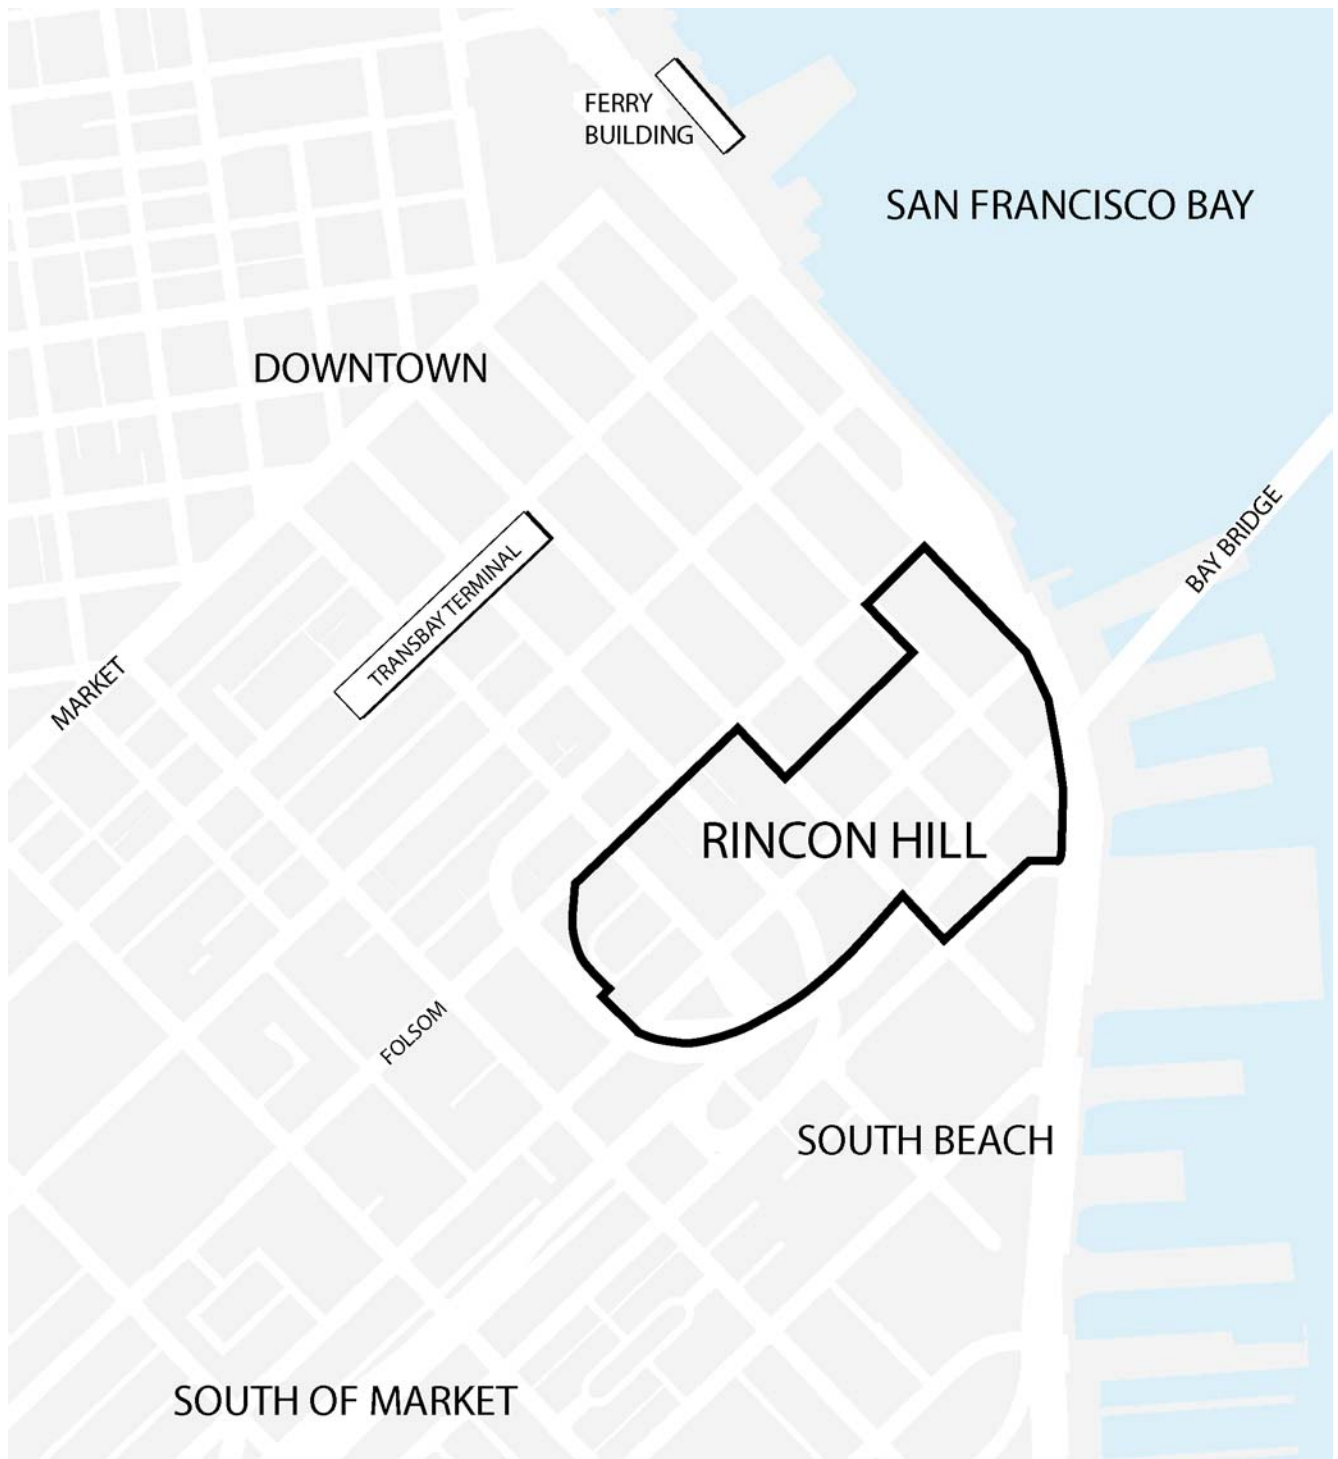 FERRY
BUILDING
SAN FRANCISCO BAY
DOWNTOWN
BAY BRIDGE
TRANSBAY TERMINAL
MARKET
RINCON HILL
FOLSOM
SOUTH BEACH
SOUTH OF MARKET